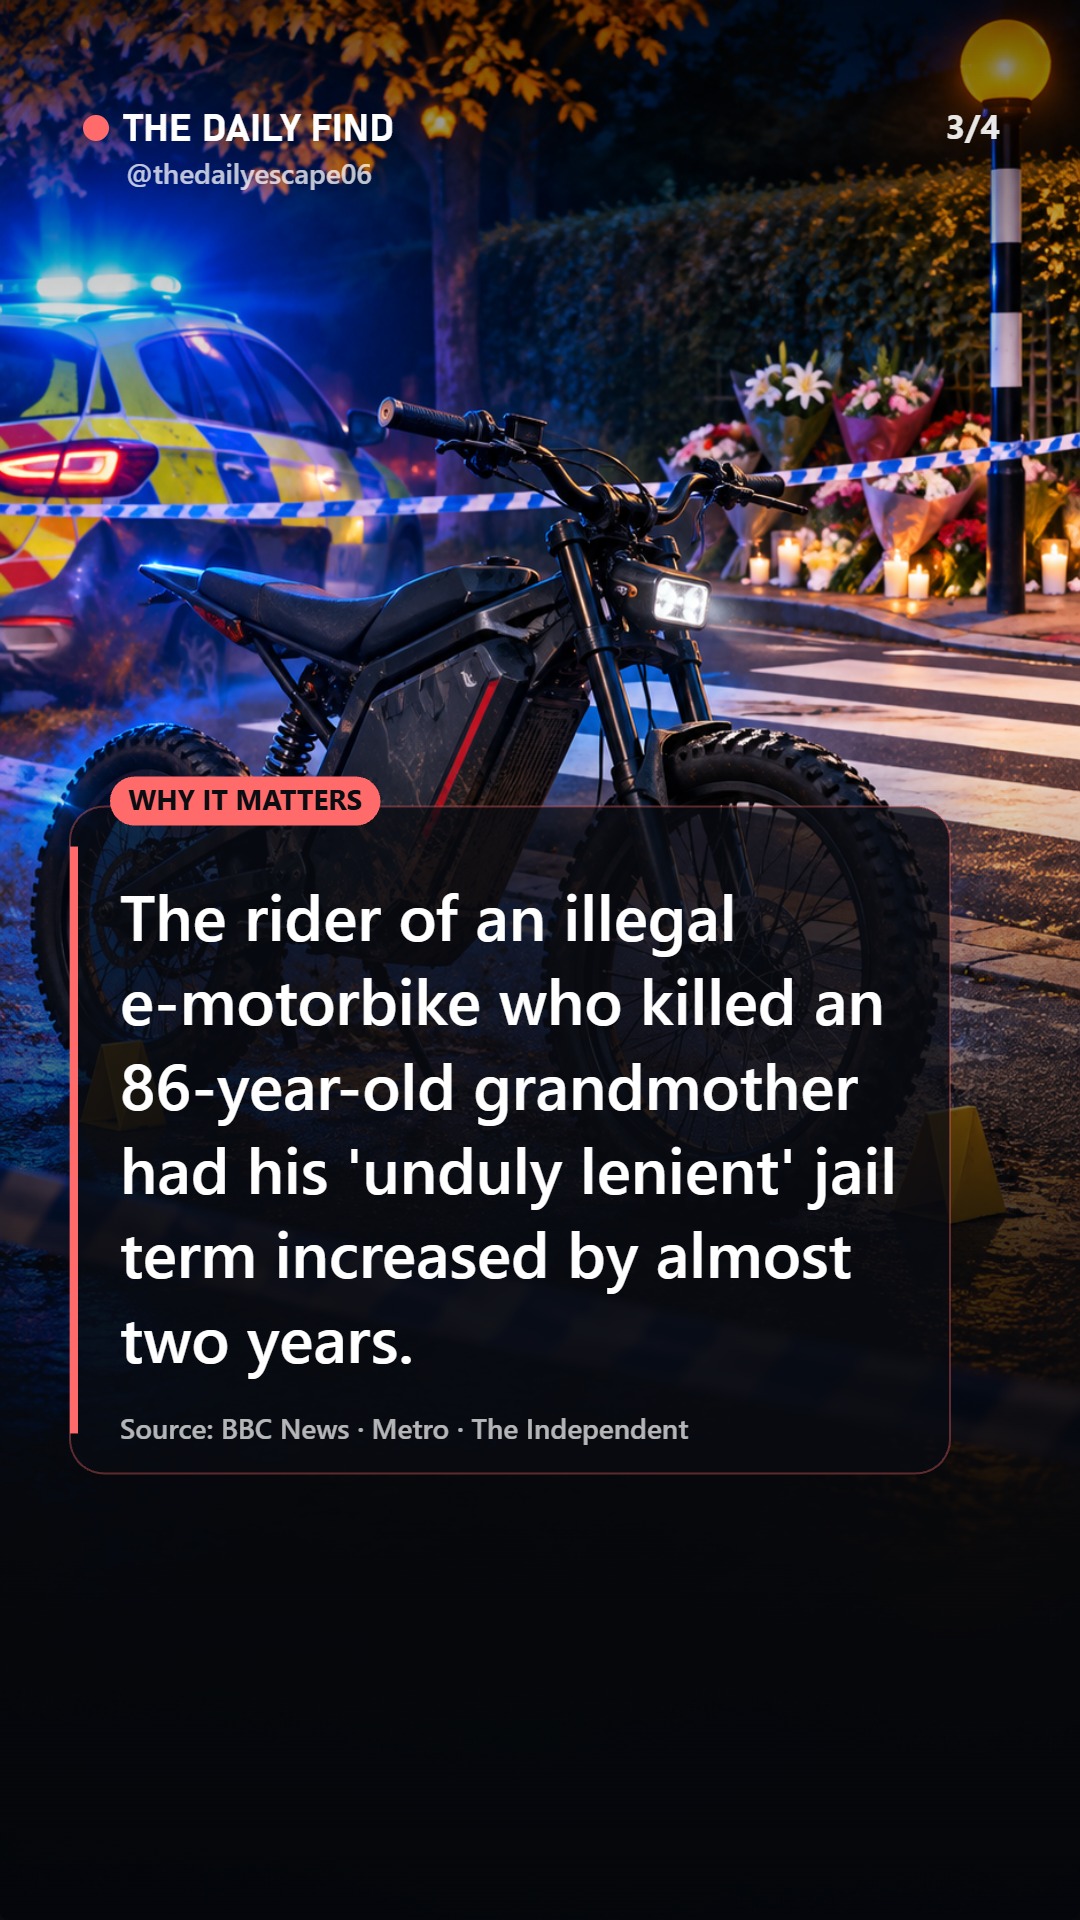 THE DAILY FIND
3/4
@thedailyescape06
WHY IT MATTERS
The rider of an illegal
e-motorbike who killed an
86-year-old grandmother
had his 'unduly lenient' jail
term increased by almost
two years.
Source: BBC News · Metro · The Independent